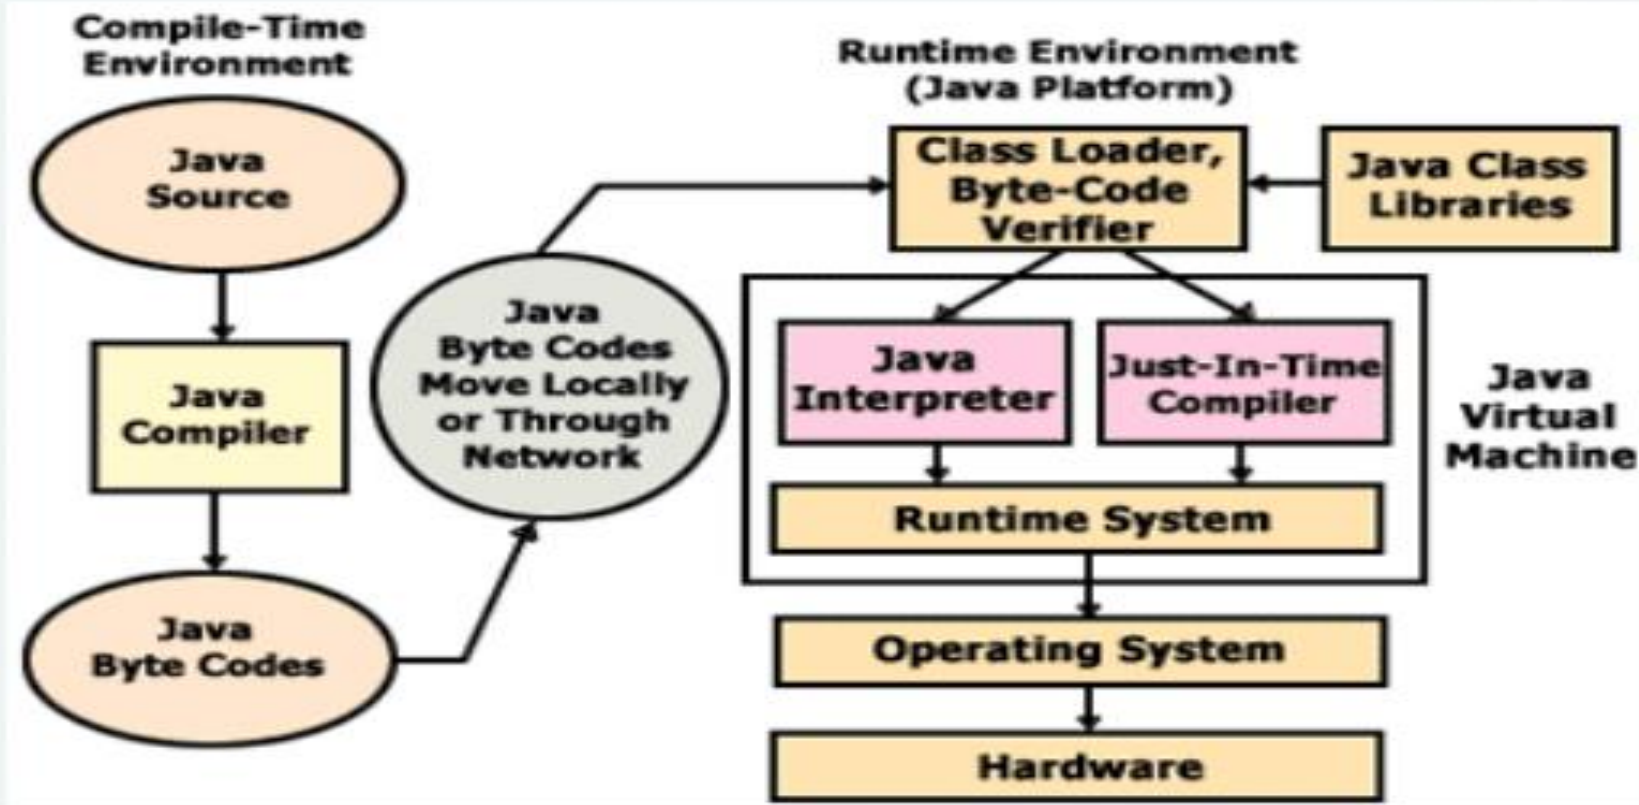 Compile-Time
Environment
Java
Source
Java
Compiler
Java
Byte Codes
Java
Byte Codes
Move Locally
or Through
Network
Runtime Environment
(Java Platform)
Class Loader,
Byte-Code
Verifier
Java Class
Libraries
Java
Interpreter
Just-In-Time
Compiler
Runtime System
Java
Virtual
Machine
Operating System
Hardware